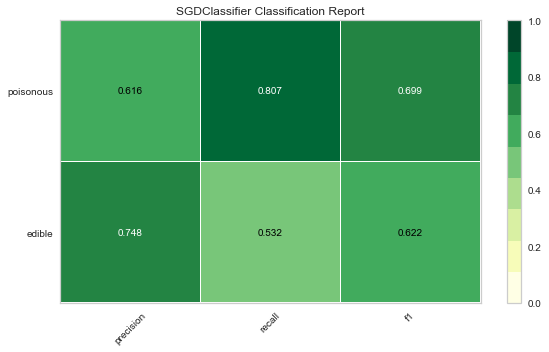 SGDClassifier Classification Report
poisonous 0.616 0.807 0.699
edible 0.748 0.532 0.622
precision recall f1
1.0
0.8
0.6
0.4
0.2
0.0